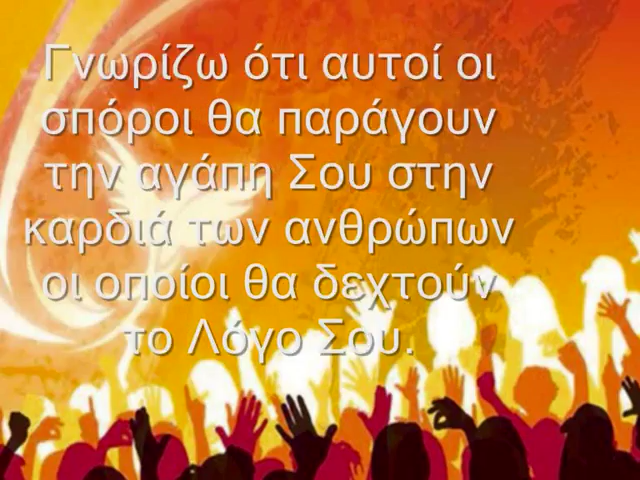 Γνωρίζω ότι αυτοί οι
σπόροι θα παράγουν
την αγάπη Σου στην
καρδιά των ανθρώπων
οι οποίοι θα δεχτούν
το Λόγο Σου.